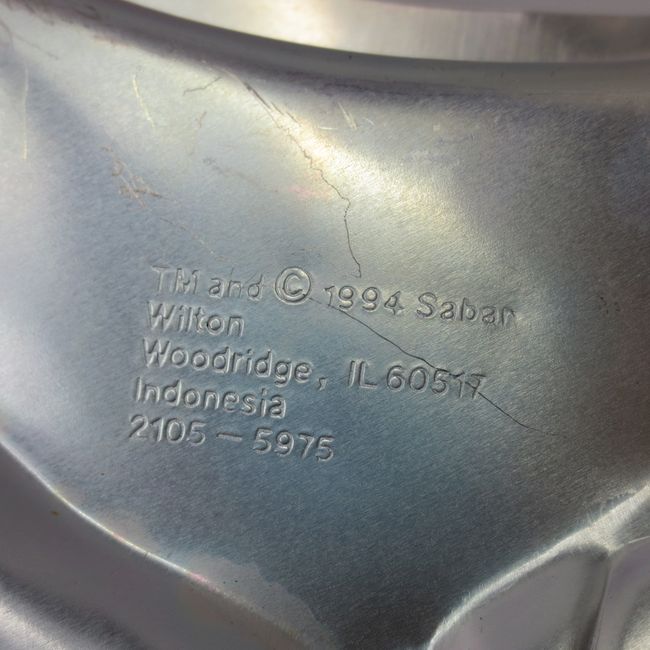 TM and © 1994 Saban
Wilton
Woodridge, IL 60517
Indonesia
2105-5975